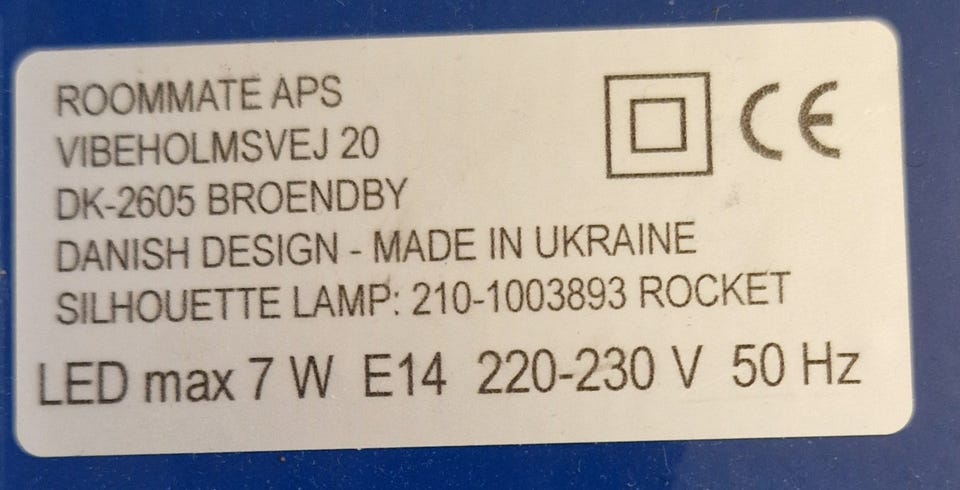 ROOMMATE APS
VIBEHOLMSVEJ 20
DK-2605 BROENDBY
DANISH DESIGN - MADE IN UKRAINE
SILHOUETTE LAMP: 210-1003893 ROCKET
LED max 7 W E14 220-230 V 50 Hz
CE